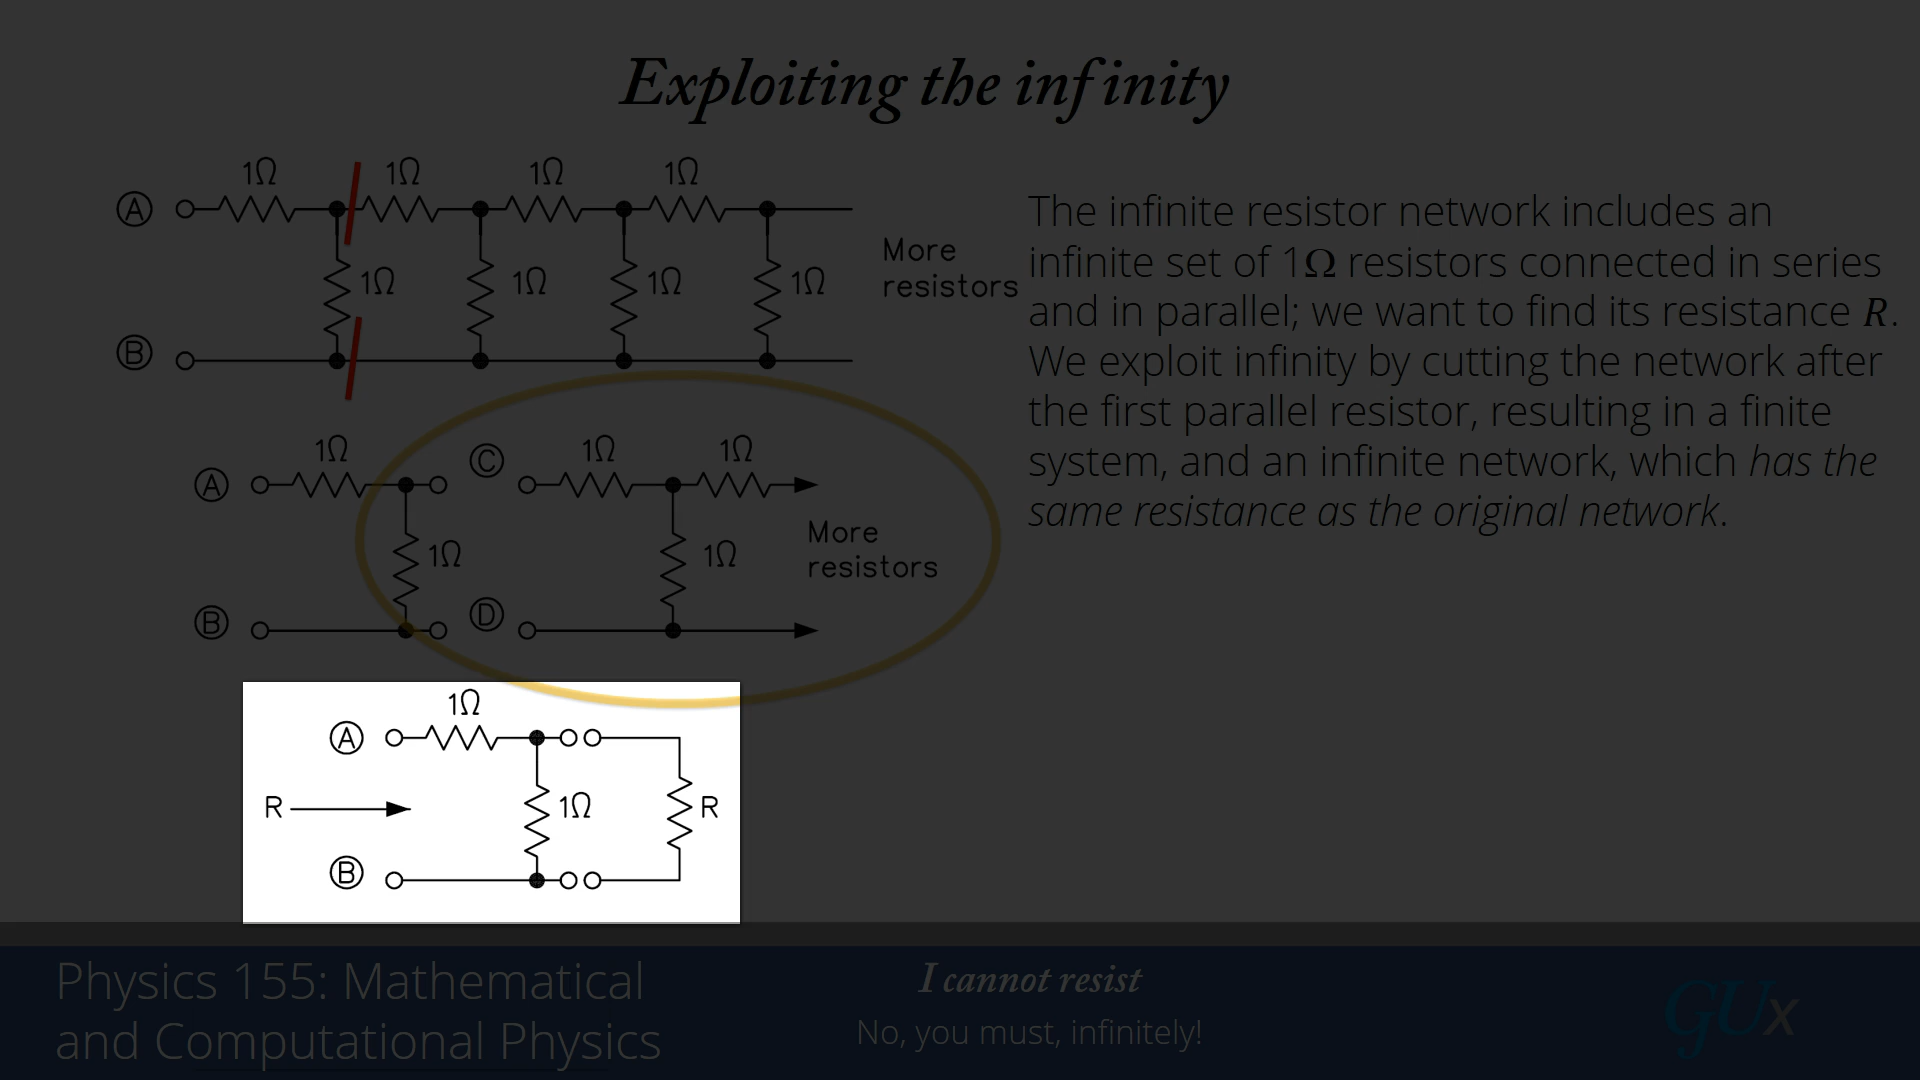 Exploiting the infinity
1Ω 1Ω 1Ω 1Ω
A
1Ω 1Ω 1Ω 1Ω
More
resistors
B
The infinite resistor network includes an
infinite set of 1Ω resistors connected in series
and in parallel; we want to find its resistance R.
We exploit infinity by cutting the network after
the first parallel resistor, resulting in a finite
system, and an infinite network, which has the
same resistance as the original network.
1Ω C 1Ω 1Ω
A
1Ω 1Ω
More
resistors
B D
1Ω
A
R 1Ω R
B
Physics 155: Mathematical
and Computational Physics
I cannot resist
No, you must, infinitely!
GUx